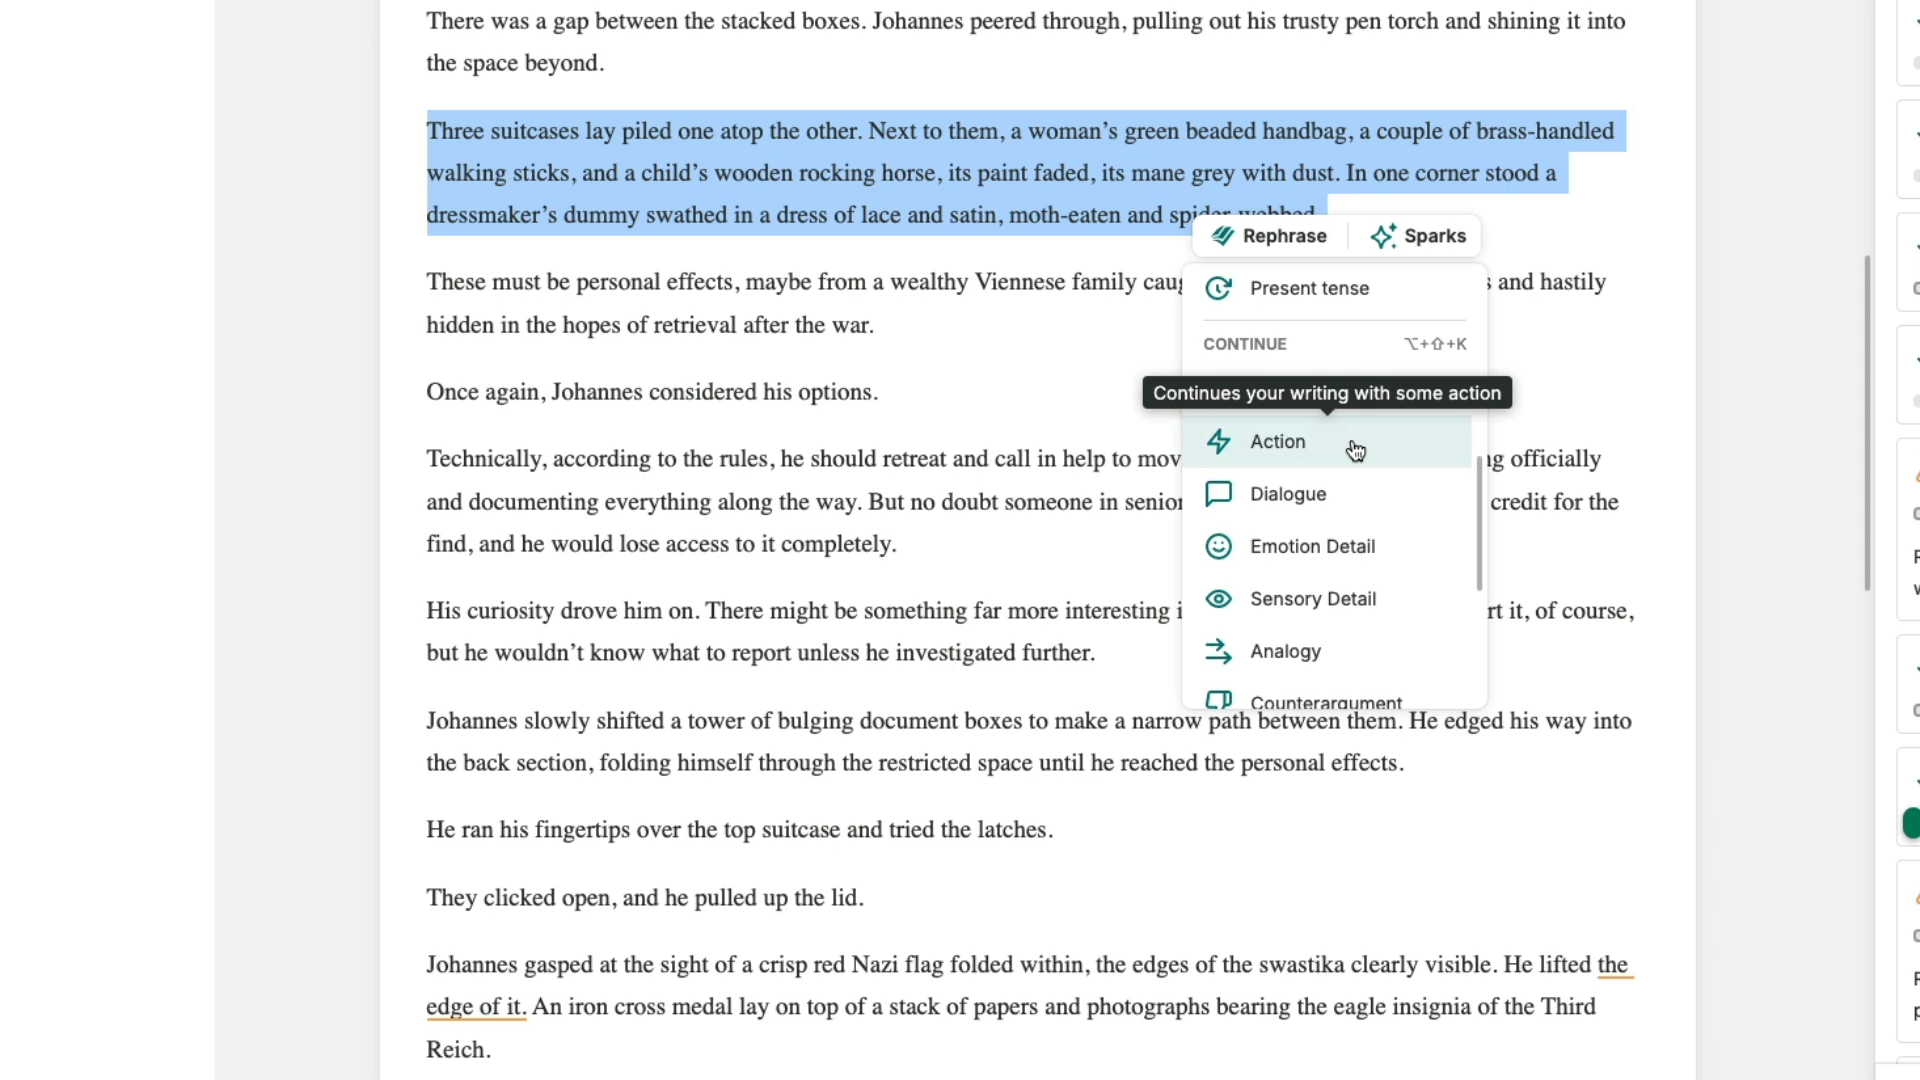 There was a gap between the stacked boxes. Johannes peered through, pulling out his trusty pen torch and shining it into
the space beyond.
Three suitcases lay piled one atop the other. Next to them, a woman’s green beaded handbag, a couple of brass-handled
walking sticks, and a child’s wooden rocking horse, its paint faded, its mane grey with dust. In one corner stood a
dressmaker’s dummy swathed in a dress of lace and satin, moth-eaten and spider-webbed.
Rephrase
Sparks
Present tense
CONTINUE
⌥+⇧+K
Continues your writing with some action
Action
Dialogue
Emotion Detail
Sensory Detail
Analogy
Counterargument
These must be personal effects, maybe from a wealthy Viennese family and hastily
hidden in the hopes of retrieval after the war.
Once again, Johannes considered his options.
Technically, according to the rules, he should retreat and call in help to officially
and documenting everything along the way. But no doubt someone in credit for the
find, and he would lose access to it completely.
His curiosity drove him on. There might be something far more interesting it, of course,
but he wouldn’t know what to report unless he investigated further.
Johannes slowly shifted a tower of bulging document boxes to make a narrow path between them. He edged his way into
the back section, folding himself through the restricted space until he reached the personal effects.
He ran his fingertips over the top suitcase and tried the latches.
They clicked open, and he pulled up the lid.
Johannes gasped at the sight of a crisp red Nazi flag folded within, the edges of the swastika clearly visible. He lifted the
edge of it. An iron cross medal lay on top of a stack of papers and photographs bearing the eagle insignia of the Third
Reich.